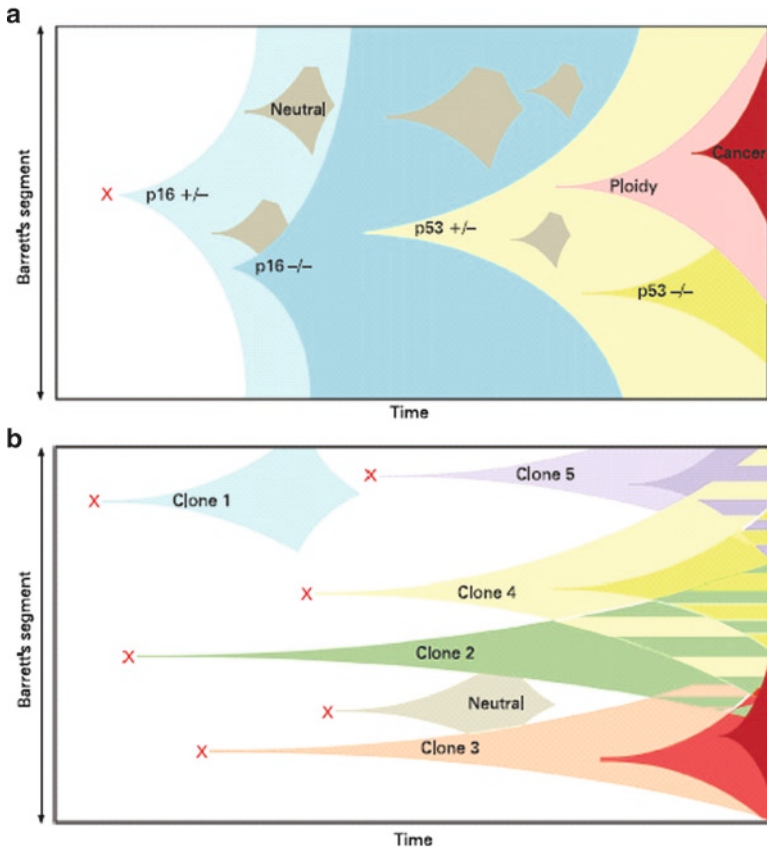 a
Barrett's segment
Neutral
Cancer
X
p16 +/–
Ploidy
p53 +/–
p16 –/–
p53 –/–
Time
b
Barrett's segment
X
Clone 5
X
Clone 1
X
Clone 4
X
Clone 2
X
Neutral
X
Clone 3
Time